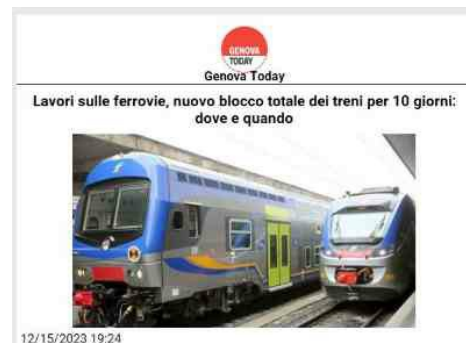 GENOVA
TODAY
Genova Today
Lavori sulle ferrovie, nuovo blocco totale dei treni per 10 giorni:
dove e quando
12/15/2023 19:24